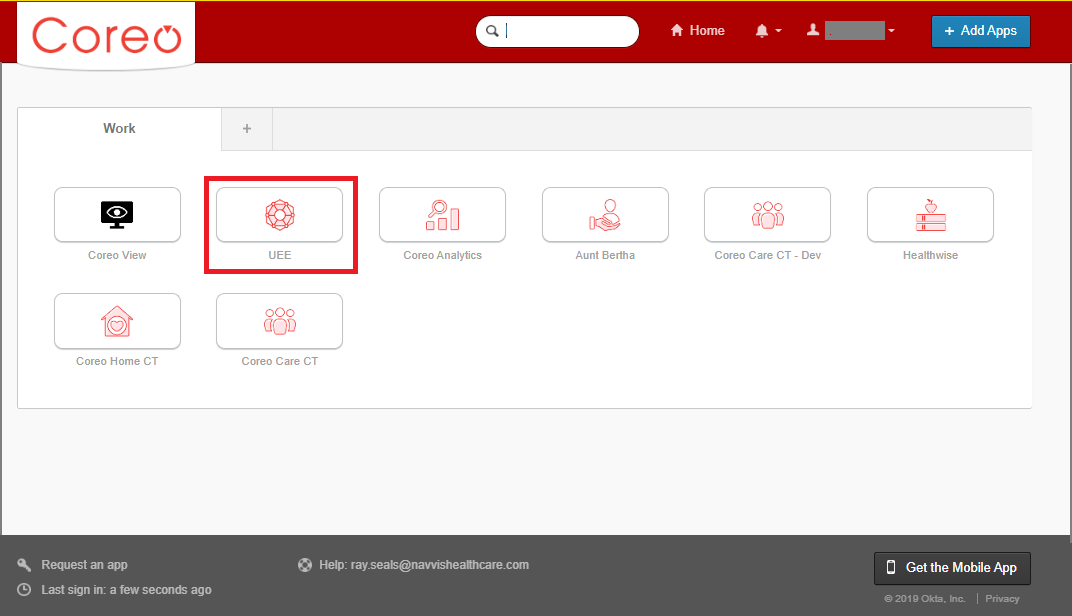 Coreo
Home
+ Add Apps
Work
+
Coreo View
UEE
Coreo Analytics
Aunt Bertha
Coreo Care CT - Dev
Healthwise
Coreo Home CT
Coreo Care CT
Request an app
Help: ray.seals@navvishealthcare.com
Get the Mobile App
Last sign in: a few seconds ago
© 2019 Okta, Inc. | Privacy